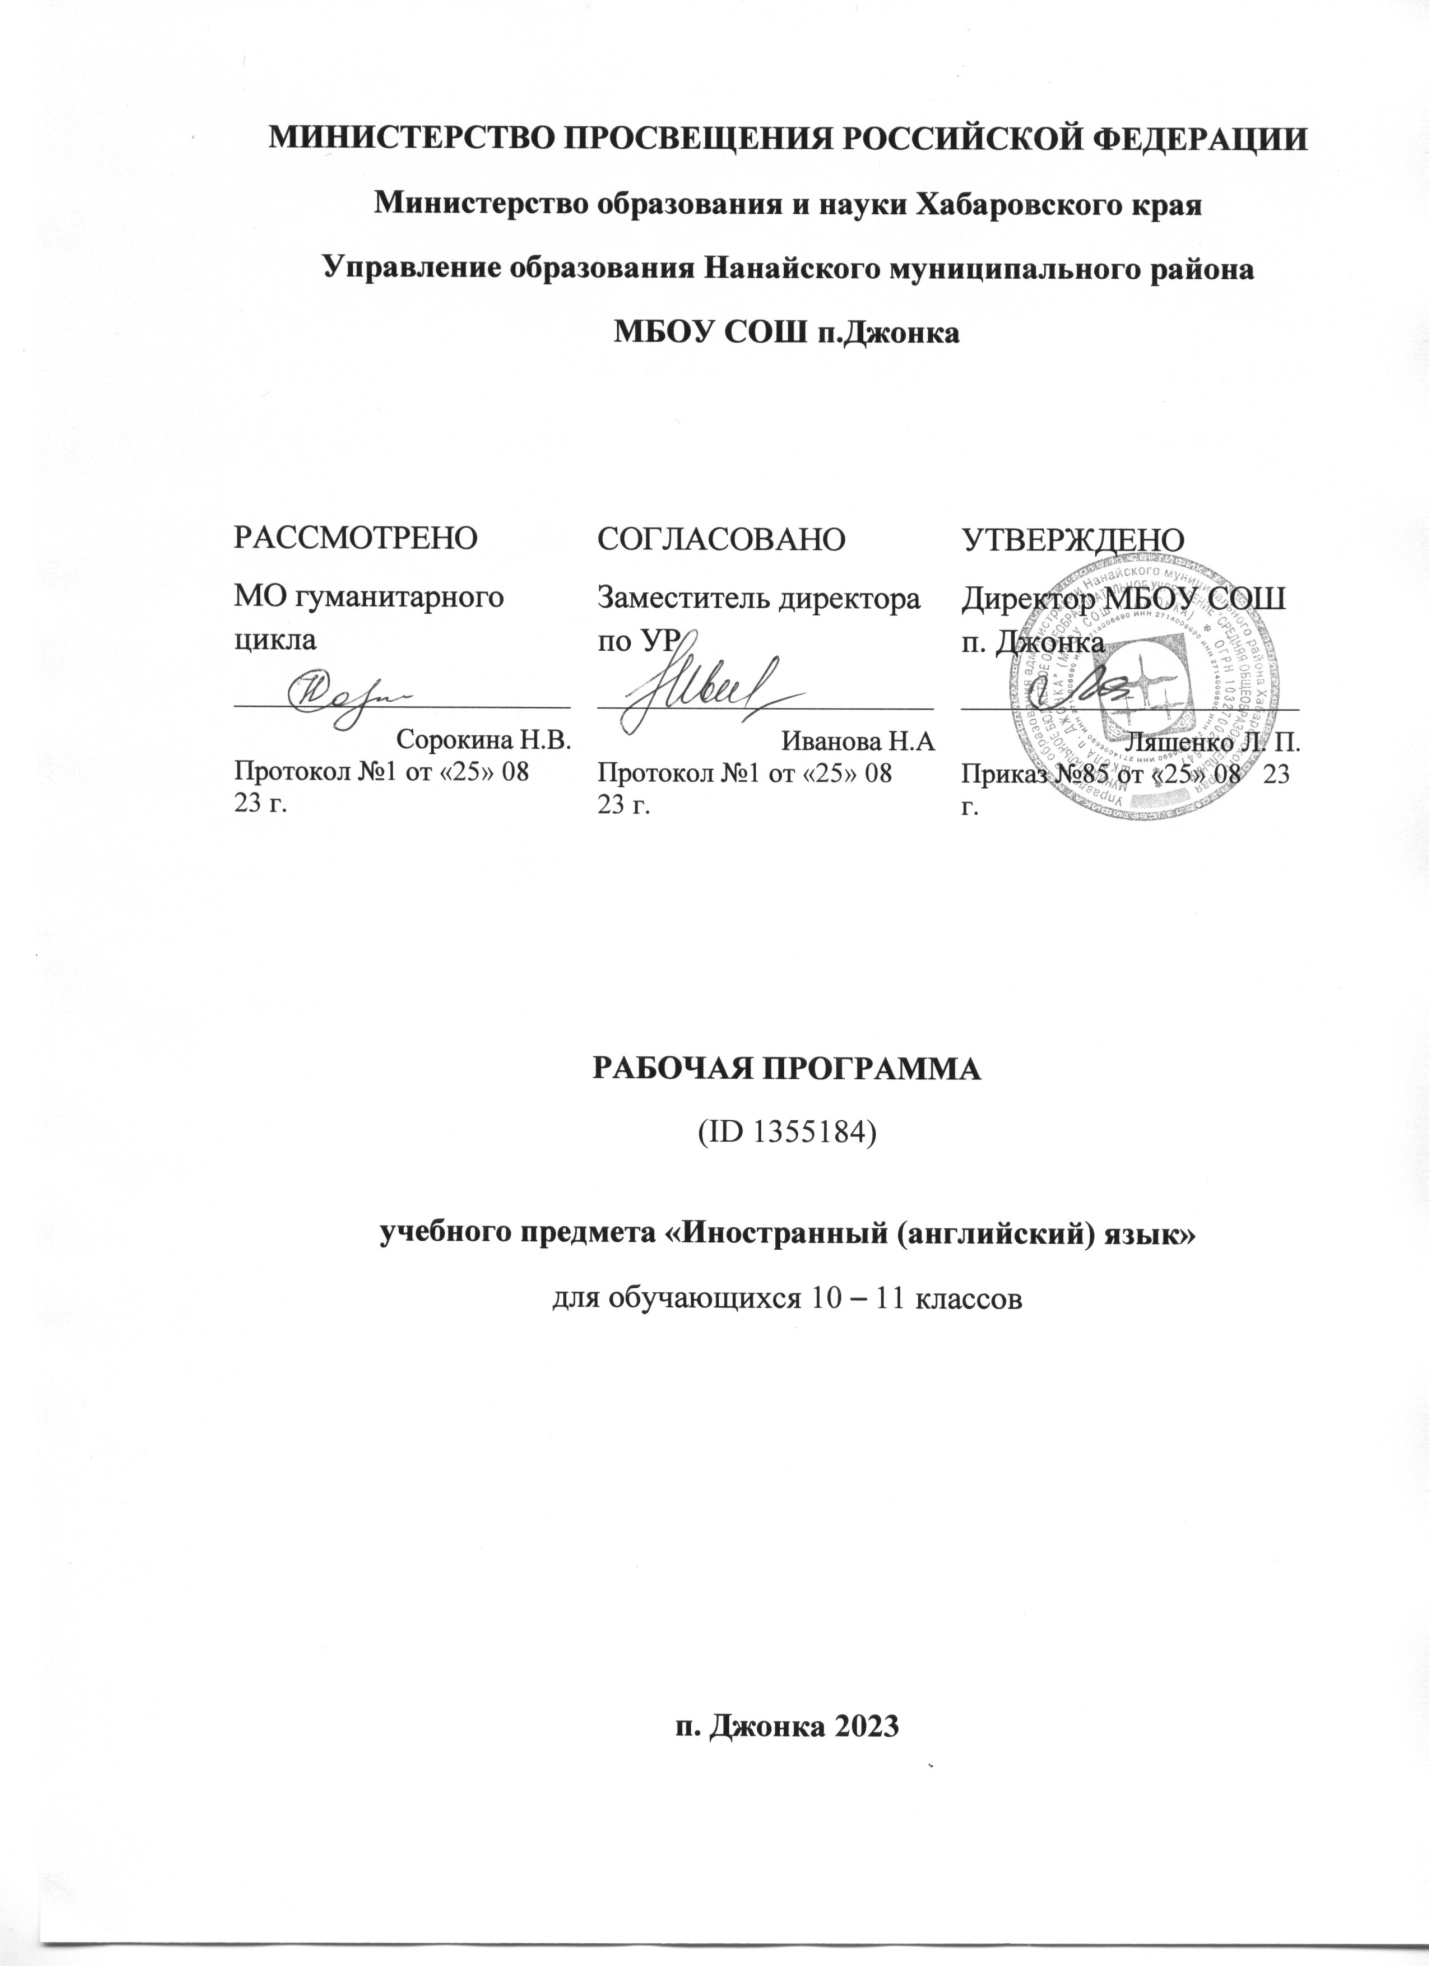 МИНИСТЕРСТВО ПРОСВЕЩЕНИЯ РОССИЙСКОЙ ФЕДЕРАЦИИ
Министерство образования и науки Хабаровского края
Управление образования Нанайского муниципального района
МБОУ СОШ п.Джонка
РАССМОТРЕНО
МО гуманитарного
цикла
Сорокина Н.В.
Протокол №1 от «25» 08
23 г.
СОГЛАСОВАНО
Заместитель директора
по УР
Иванова Н.А
Протокол №1 от «25» 08
23 г.
УТВЕРЖДЕНО
Директор МБОУ СОШ
п. Джонка
Ляшенко Л. П.
Приказ №85 от «25» 08 23
г.
РАБОЧАЯ ПРОГРАММА
(ID 1355184)
учебного предмета «Иностранный (английский) язык»
для обучающихся 10 – 11 классов
п. Джонка 2023